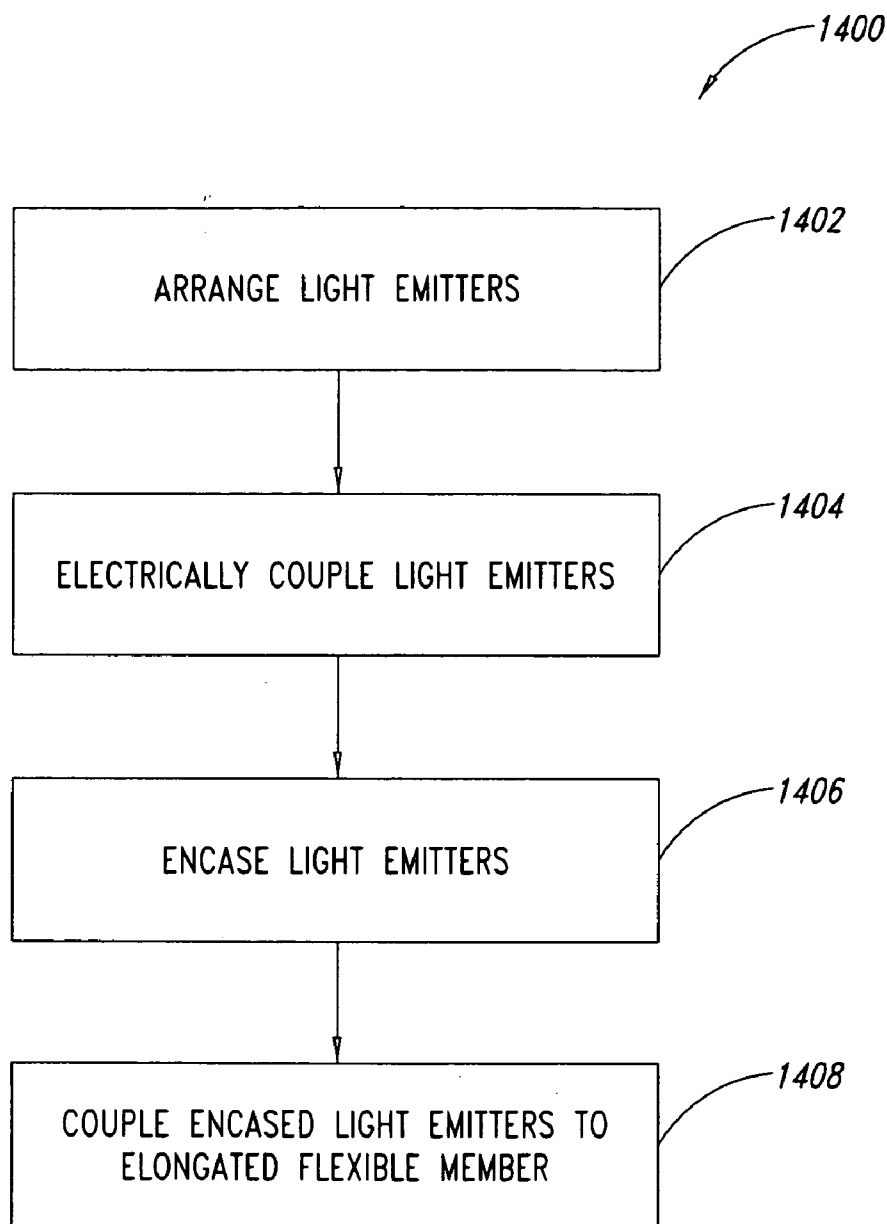 1400
1402
ARRANGE LIGHT EMITTERS
1404
ELECTRICALLY COUPLE LIGHT EMITTERS
1406
ENCASE LIGHT EMITTERS
1408
COUPLE ENCASED LIGHT EMITTERS TO
ELONGATED FLEXIBLE MEMBER